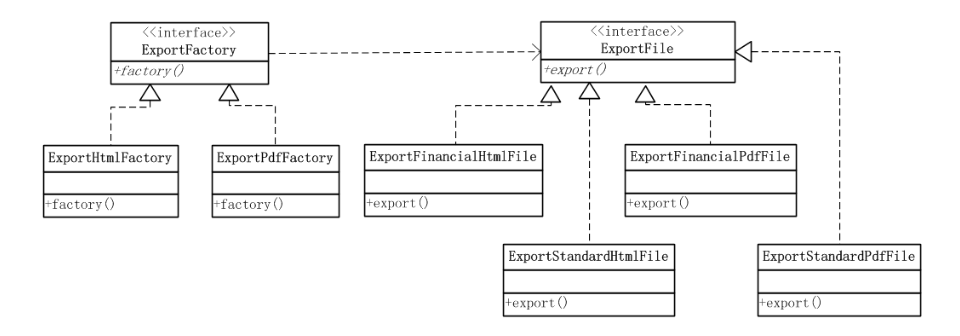 <<interface>>
ExportFactory
+factory()
<<interface>>
ExportFile
+export()
ExportHtmlFactory
+factory()
ExportPdfFactory
+factory()
ExportFinancialHtmlFile
+export()
ExportFinancialPdfFile
+export()
ExportStandardHtmlFile
+export()
ExportStandardPdfFile
+export()